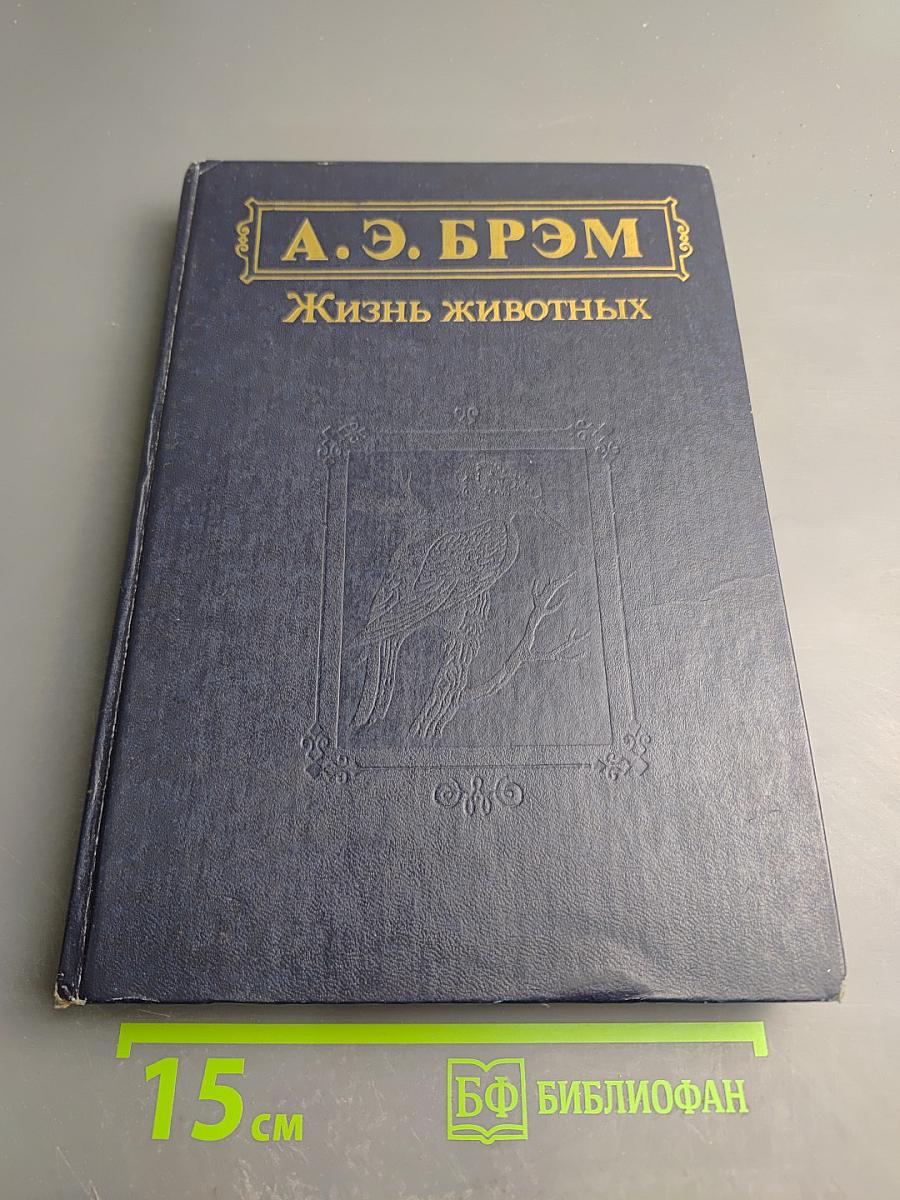 А. Э. БРЭМ
Жизнь животных
15 см
БФ БИБЛИОФАН